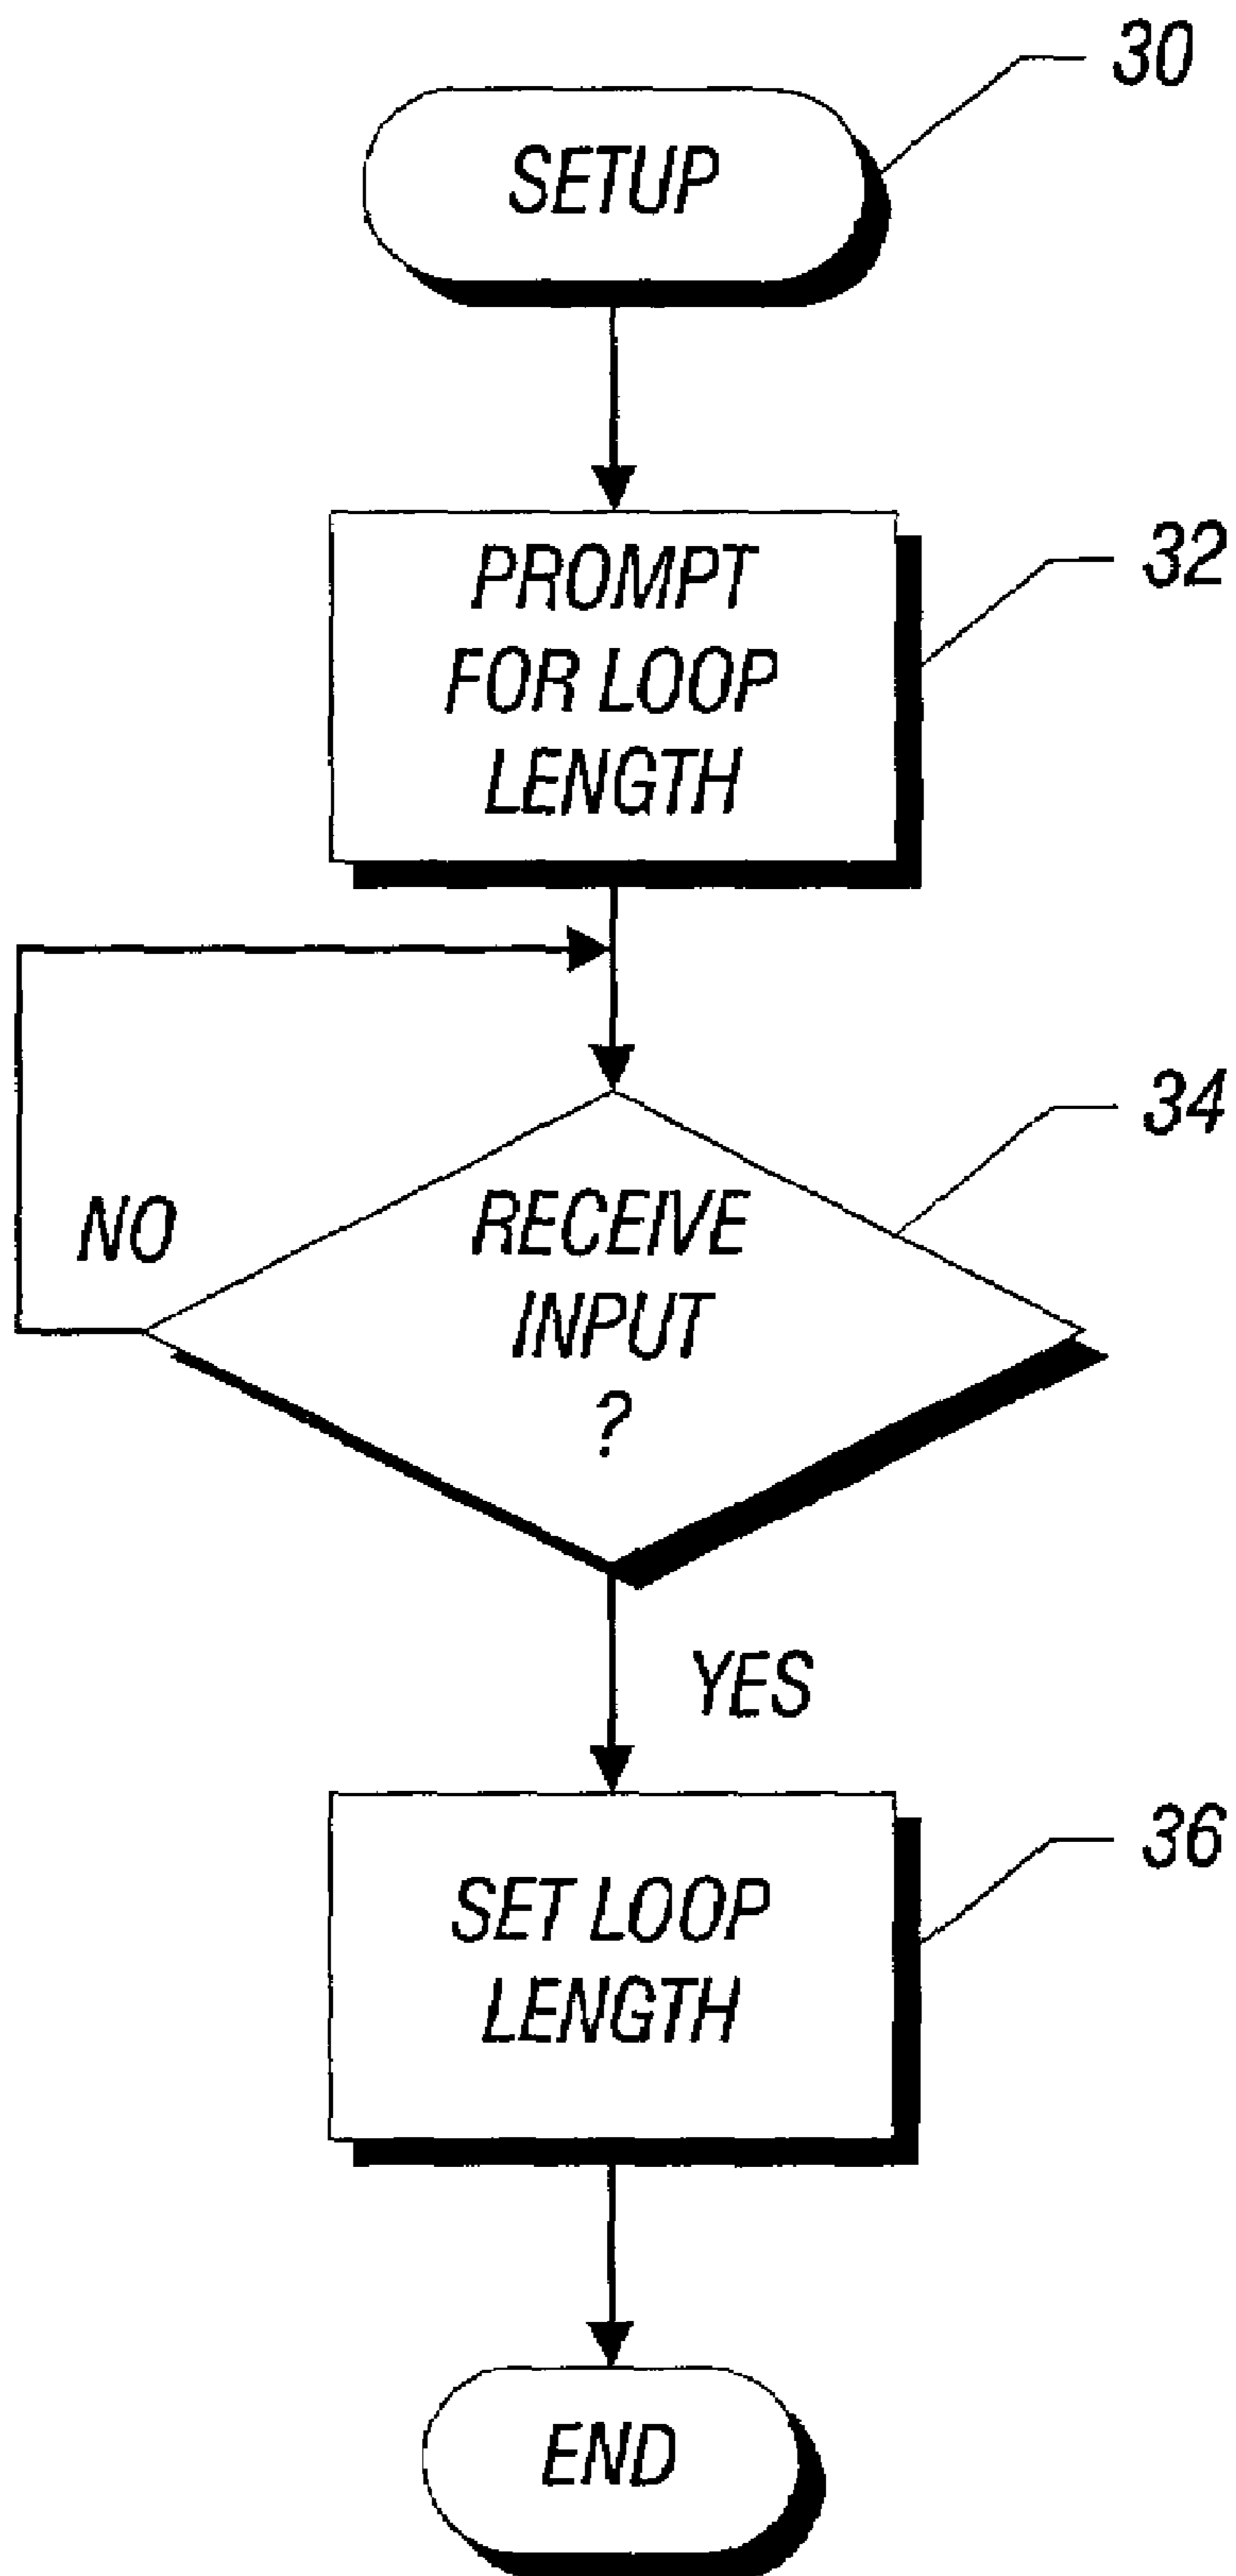 30
SETUP
32
PROMPT
FOR LOOP
LENGTH
34
NO
RECEIVE
INPUT
?
YES
36
SET LOOP
LENGTH
END